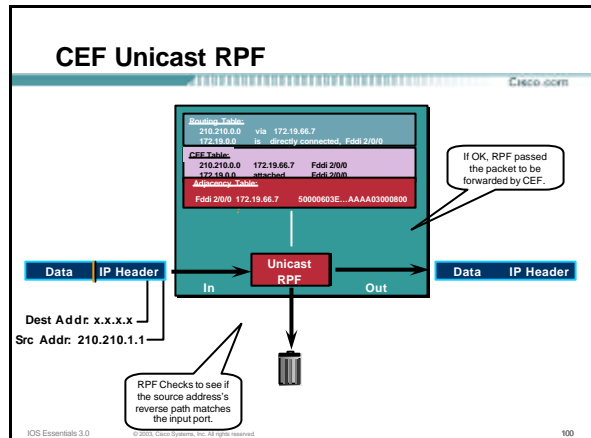 CEF Unicast RPF
Cisco.com
Routing Table:
210.210.0.0 via 172.19.66.7
172.19.0.0 is directly connected, Fddi 2/0/0
CEF Table:
210.210.0.0 172.19.66.7 Fddi 2/0/0
172.19.0.0 attached Fddi 2/0/0
Adjacency Table:
Fddi 2/0/0 172.19.66.7 50000603E...AAAA03000800
If OK, RPF passed
the packet to be
forwarded by CEF.
Data IP Header
In
Unicast
RPF
Out
Data IP Header
Dest Addr: x.x.x.x
Src Addr: 210.210.1.1
RPF Checks to see if
the source address's
reverse path matches
the input port.
IOS Essentials 3.0
© 2003, Cisco Systems, Inc. All rights reserved.
100